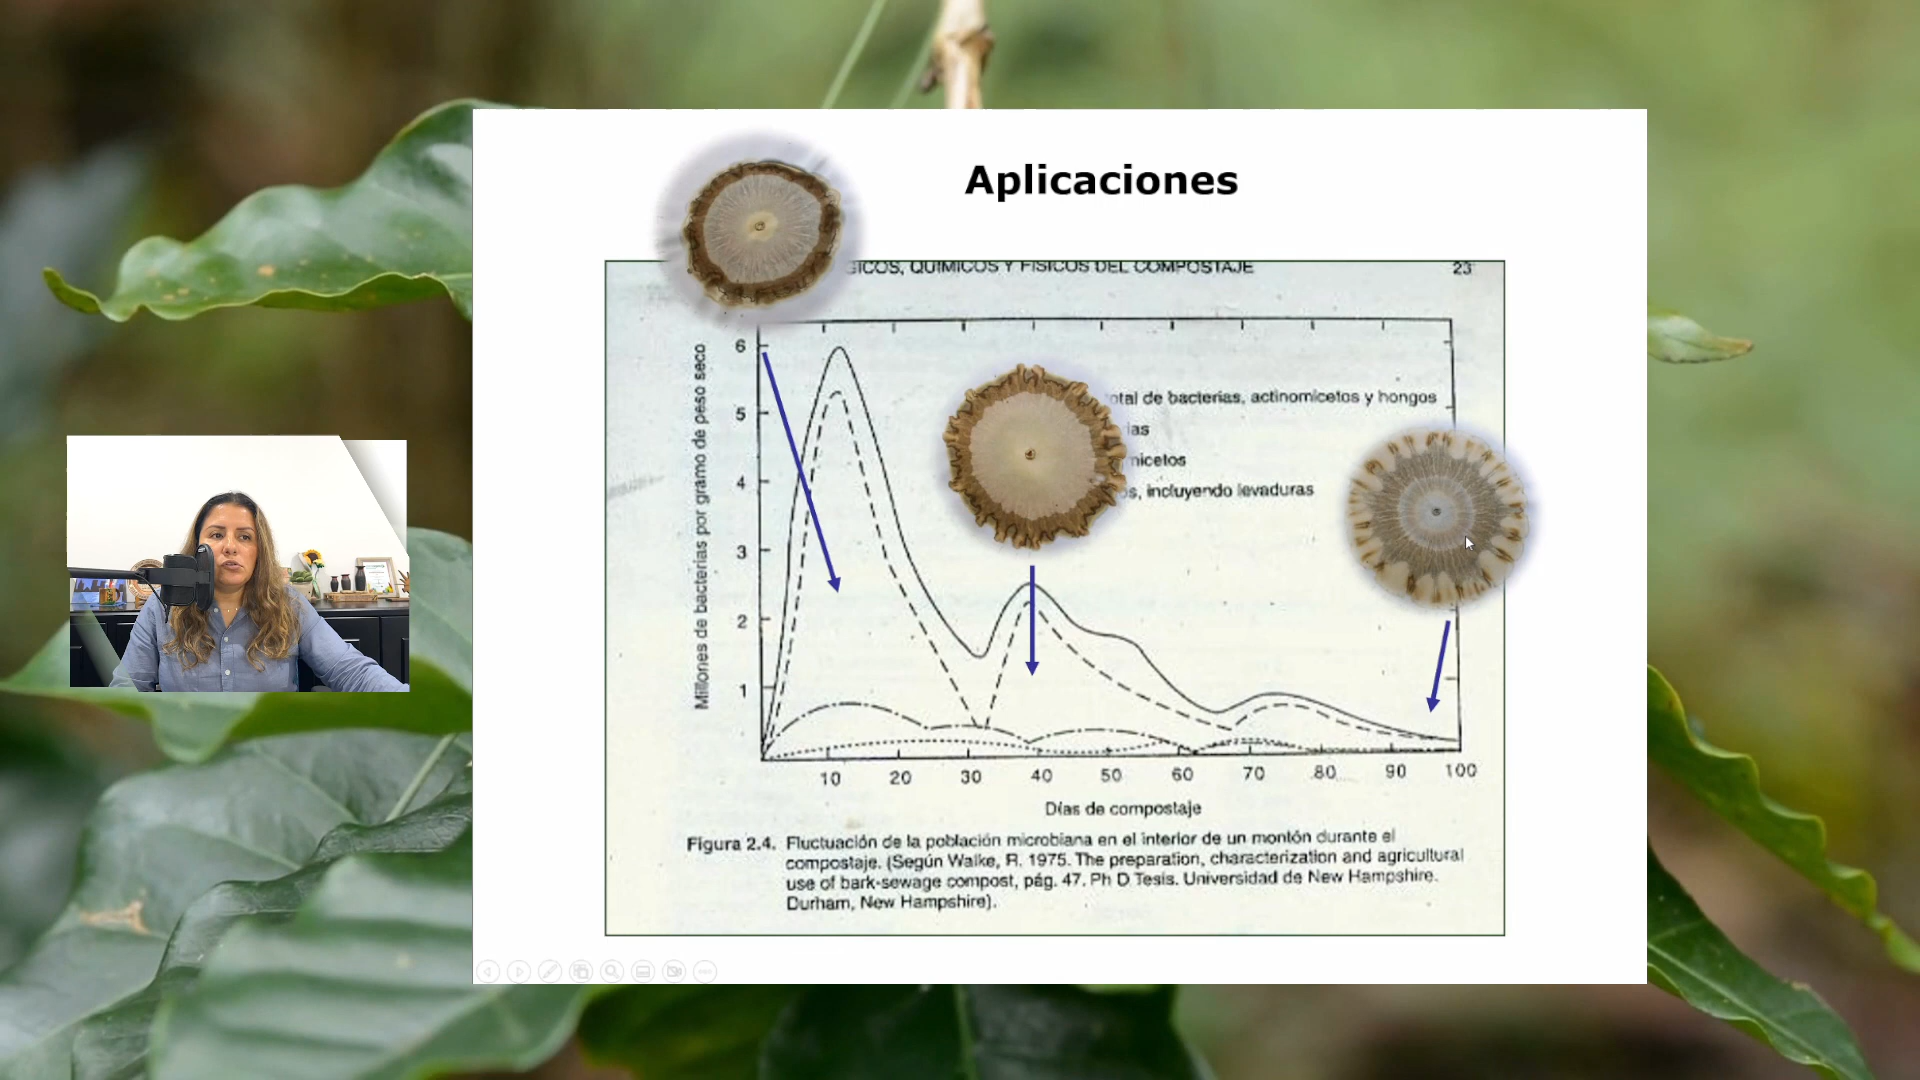 Aplicaciones
GICOS, QUIMICOS Y FISICOS DEL COMPOSTAJE 23
6
5
4
3
2
1
Millones de bacterias por gramo de peso seco
otal de bacterias, actinomicetos y hongos
ias
nicetos
os, incluyendo levaduras
10 20 30 40 50 60 70 80 90 100
Días de compostaje
Figura 2.4. Fluctuación de la población microbiana en el interior de un montón durante el
compostaje. (Según Walke, R. 1975. The preparation, characterization and agricultural
use of bark-sewage compost, pág. 47. Ph D Tesis. Universidad de New Hampshire.
Durham, New Hampshire).